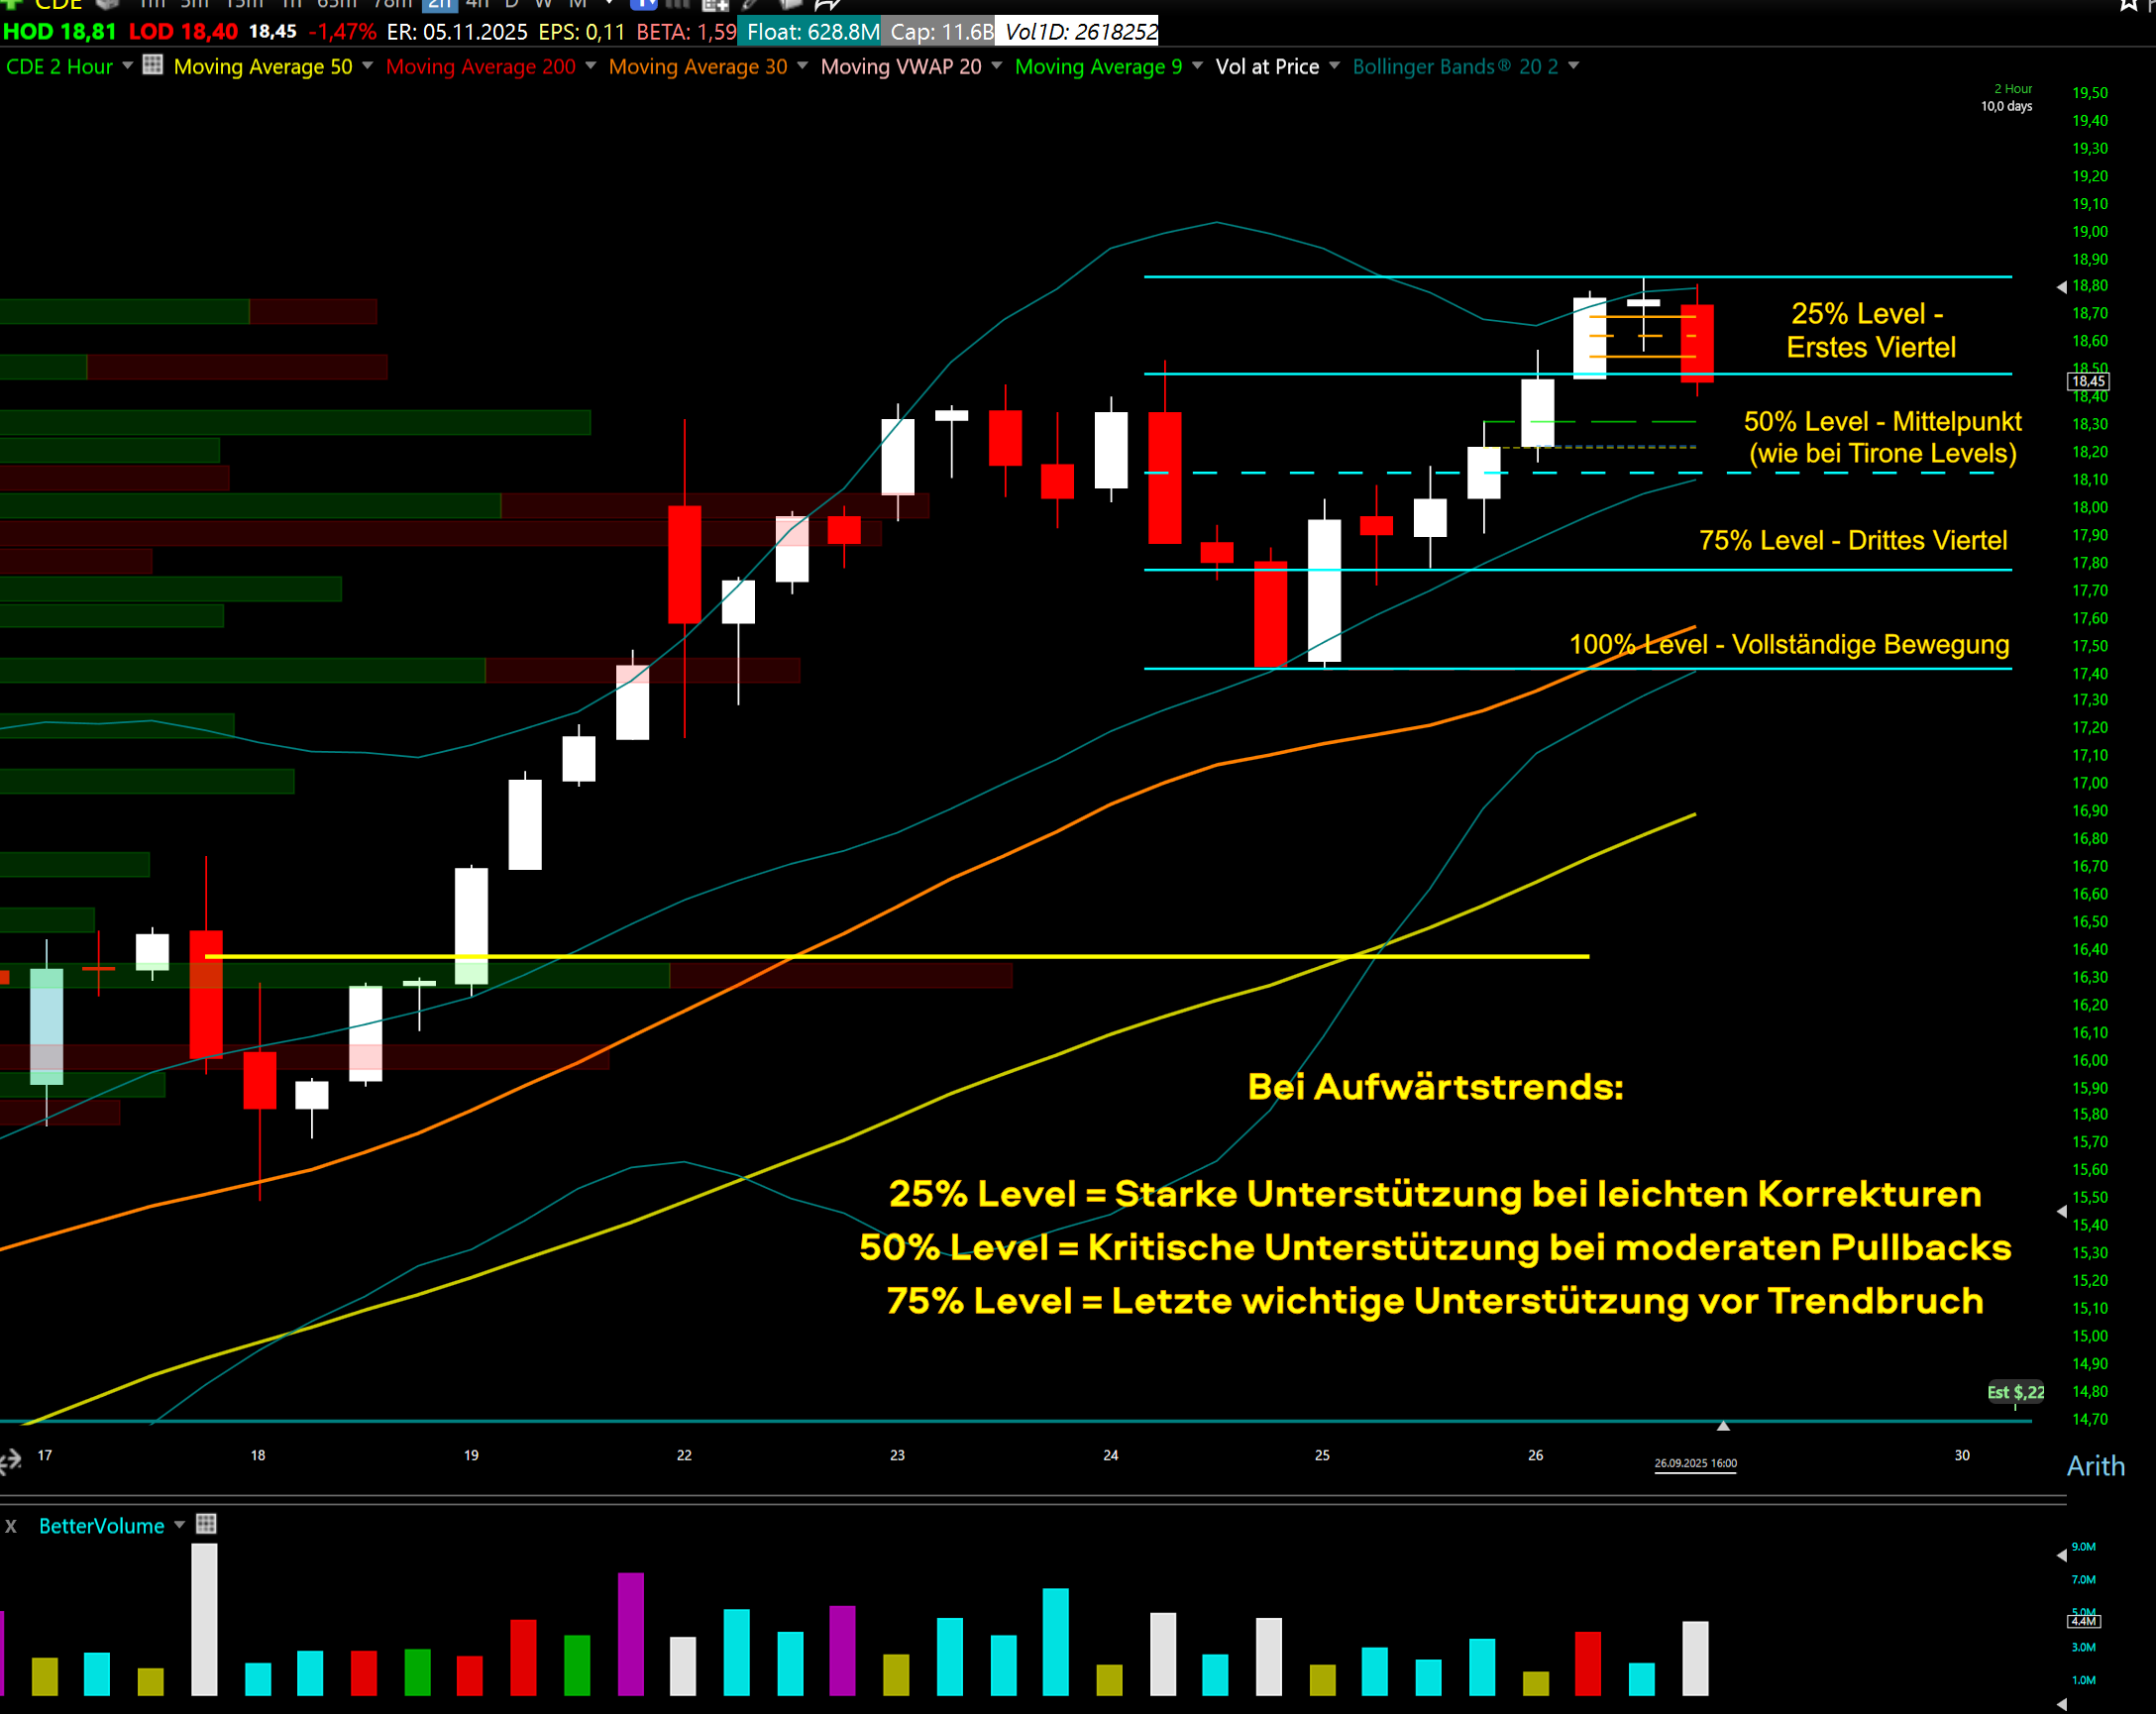 CDE 1m 5m 15m 1h 65m 78m 2h 4h D W M
HOD 18,81 LOD 18,40 18,45 -1,47% ER: 05.11.2025 EPS: 0,11 BETA: 1,59 Float: 628.8M Cap: 11.6B Vol1D: 2618252
CDE 2 Hour Moving Average 50 Moving Average 200 Moving Average 30 Moving VWAP 20 Moving Average 9 Vol at Price Bollinger Bands® 20 2
2 Hour
10,0 days
19,50
19,40
19,30
19,20
19,10
19,00
18,90
18,80
18,70
18,60
18,50
18,45
18,40
18,30
18,20
18,10
18,00
17,90
17,80
17,70
17,60
17,50
17,40
17,30
17,20
17,10
17,00
16,90
16,80
16,70
16,60
16,50
16,40
16,30
16,20
16,10
16,00
15,90
15,80
15,70
15,60
15,50
15,40
15,30
15,20
15,10
15,00
14,90
14,80
14,70
25% Level -
Erstes Viertel
50% Level - Mittelpunkt
(wie bei Tirone Levels)
75% Level - Drittes Viertel
100% Level - Vollständige Bewegung
Bei Aufwärtstrends:
25% Level = Starke Unterstützung bei leichten Korrekturen
50% Level = Kritische Unterstützung bei moderaten Pullbacks
75% Level = Letzte wichtige Unterstützung vor Trendbruch
Est $,22
17 18 19 22 23 24 25 26 30
26.09.2025 16:00
Arith
X BetterVolume
9.0M
7.0M
5.0M
4.4M
3.0M
1.0M